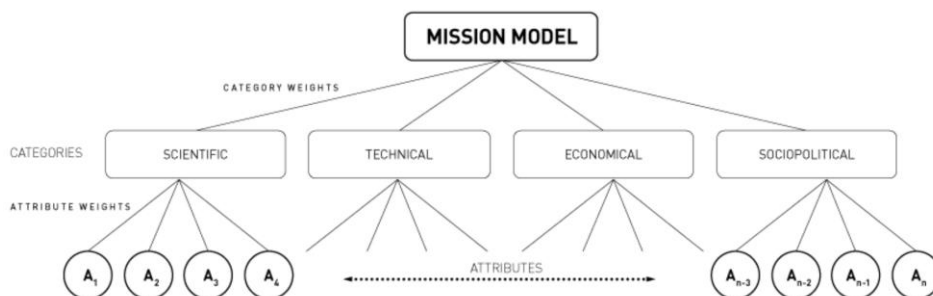 MISSION MODEL
CATEGORY WEIGHTS
CATEGORIES
SCIENTIFIC
TECHNICAL
ECONOMICAL
SOCIOPOLITICAL
ATTRIBUTE WEIGHTS
A₁
A₂
A₃
A₄
ATTRIBUTES
Aₙ₋₃
Aₙ₋₂
Aₙ₋₁
Aₙ